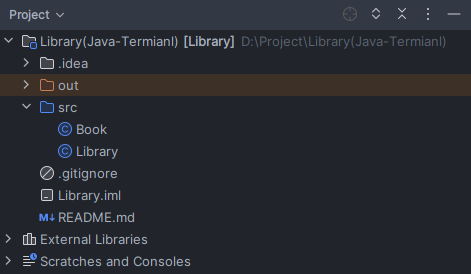 Project
Library(Java-Termianl) [Library] D:\Project\Library(Java-Termianl)
.idea
out
src
C Book
C Library
.gitignore
Library.iml
M↓ README.md
External Libraries
Scratches and Consoles